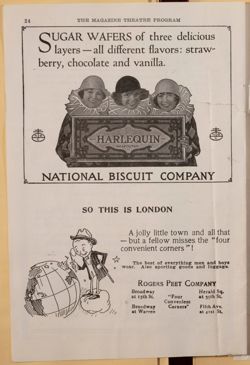 24
THE MAGAZINE THEATRE PROGRAM
SUGAR WAFERS of three delicious
layers — all different flavors: straw-
berry, chocolate and vanilla.
HARLEQUIN
NATIONAL BISCUIT COMPANY
SO THIS IS LONDON
A jolly little town and all that
— but a fellow misses the "four
convenient corners"!
The best of everything men and boys
wear. Also sporting goods and luggage.
ROGERS PEET COMPANY
Broadway
at 13th St.
"Four
Convenient
Corners"
Herald Sq.
at 35th St.
Broadway
at Warren
Fifth Ave.
at 41st St.